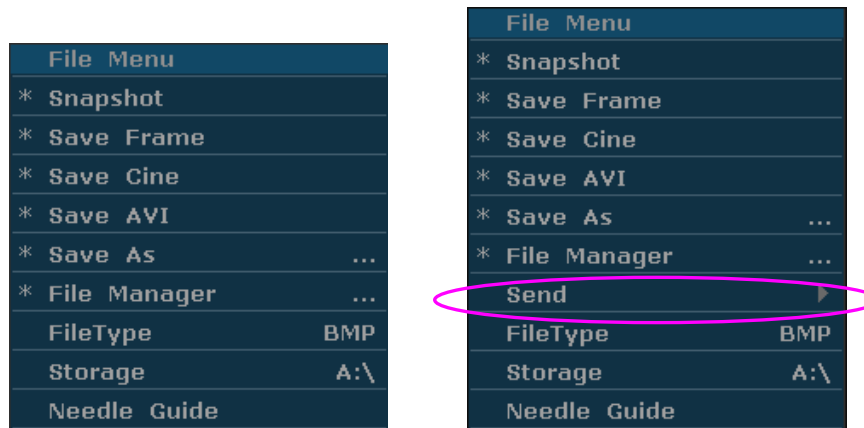 File Menu
* Snapshot
* Save Frame
* Save Cine
* Save AVI
* Save As ...
* File Manager ...
FileType BMP
Storage A:\
Needle Guide
File Menu
* Snapshot
* Save Frame
* Save Cine
* Save AVI
* Save As ...
* File Manager ...
Send
FileType BMP
Storage A:\
Needle Guide